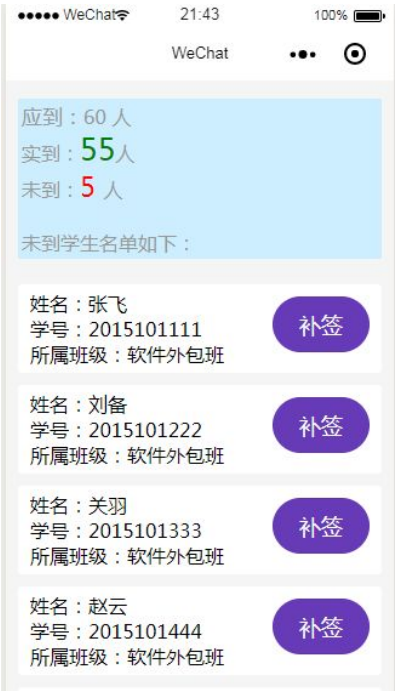 WeChat 21:43 100%
WeChat
应到：60 人
实到：55人
未到：5 人
未到学生名单如下：
姓名：张飞
学号：2015101111
所属班级：软件外包班
补签
姓名：刘备
学号：2015101222
所属班级：软件外包班
补签
姓名：关羽
学号：2015101333
所属班级：软件外包班
补签
姓名：赵云
学号：2015101444
所属班级：软件外包班
补签